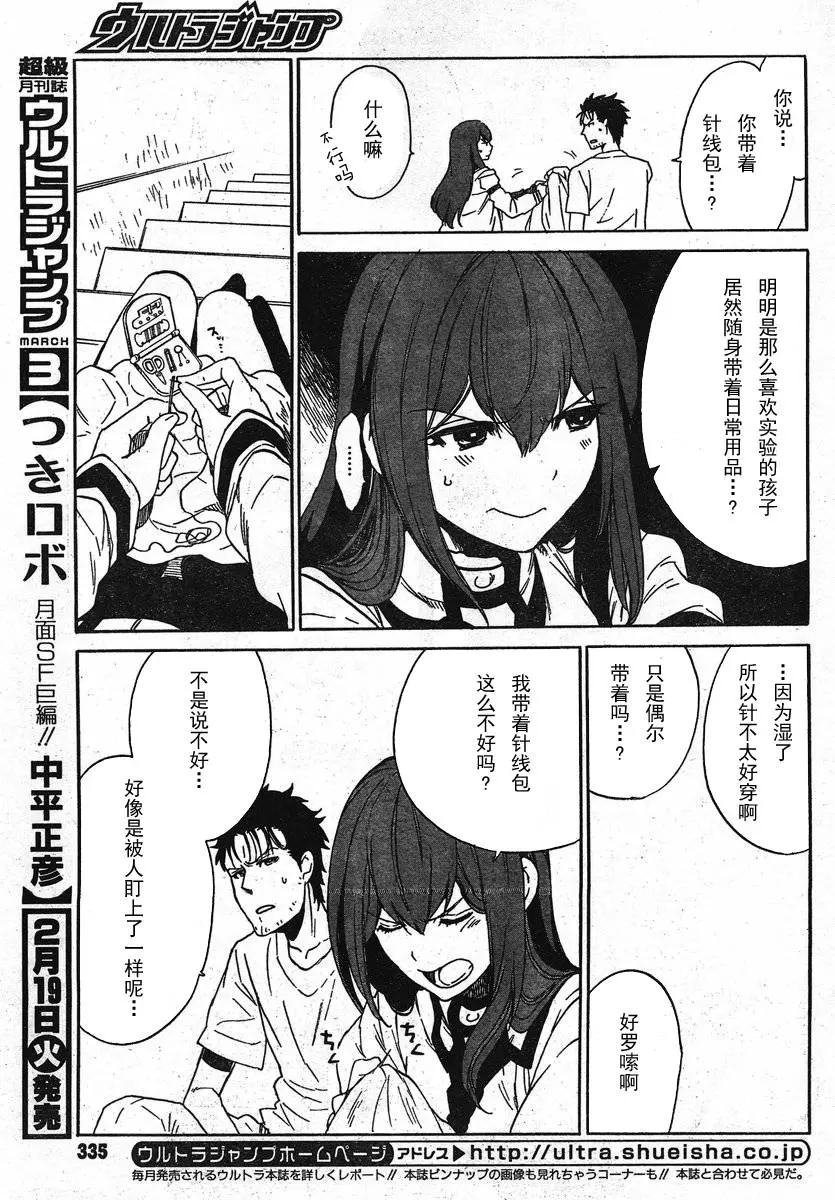 ウルトラジャンプ
你说…
你带着
针线包…?
什么嘛
不行吗
明明是那么喜欢实验的孩子
居然随身带着日常用品…?
……
…因为湿了
所以针不太好穿啊
只是偶尔
带着吗…?
好罗嗦啊
我带着针线包
这么不好吗?
不是说不好…
好像是被人盯上了一样呢…
ちく
ちく
超級
月刊誌
ウルトラジャンプ
MARCH
3
【つきロボ 月面SF巨編!! 中平正彦】
2月19日火発売
335
ウルトラジャンプホームページ アドレス▶http://ultra.shueisha.co.jp
毎月発売されるウルトラ本誌を詳しくレポート!! 本誌ピンナップの画像も見れちゃうコーナーも!! 本誌と合わせて必見だ。